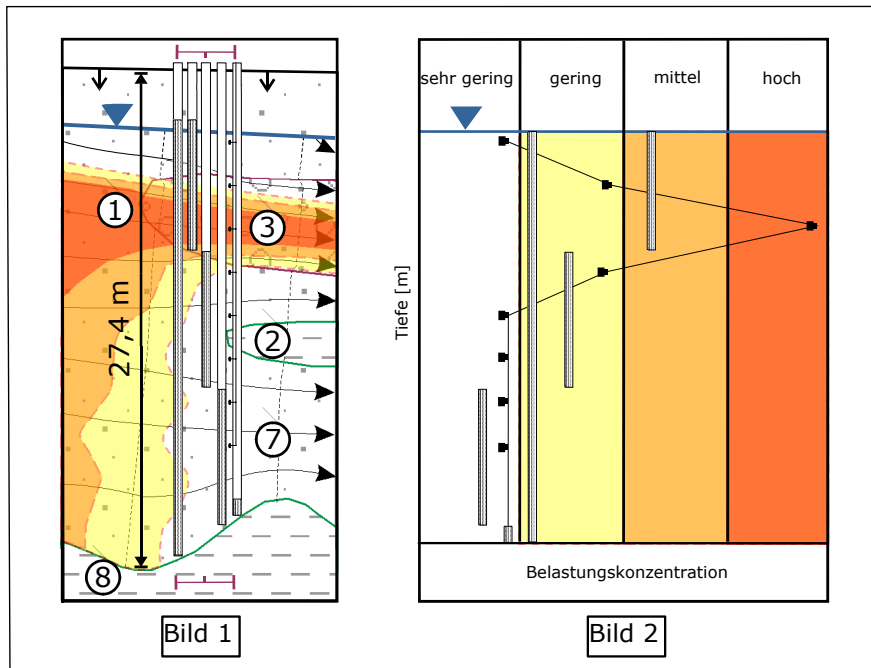 1
3
27,4 m
2
7
8
Bild 1
sehr gering
gering
mittel
hoch
Tiefe [m]
Belastungskonzentration
Bild 2